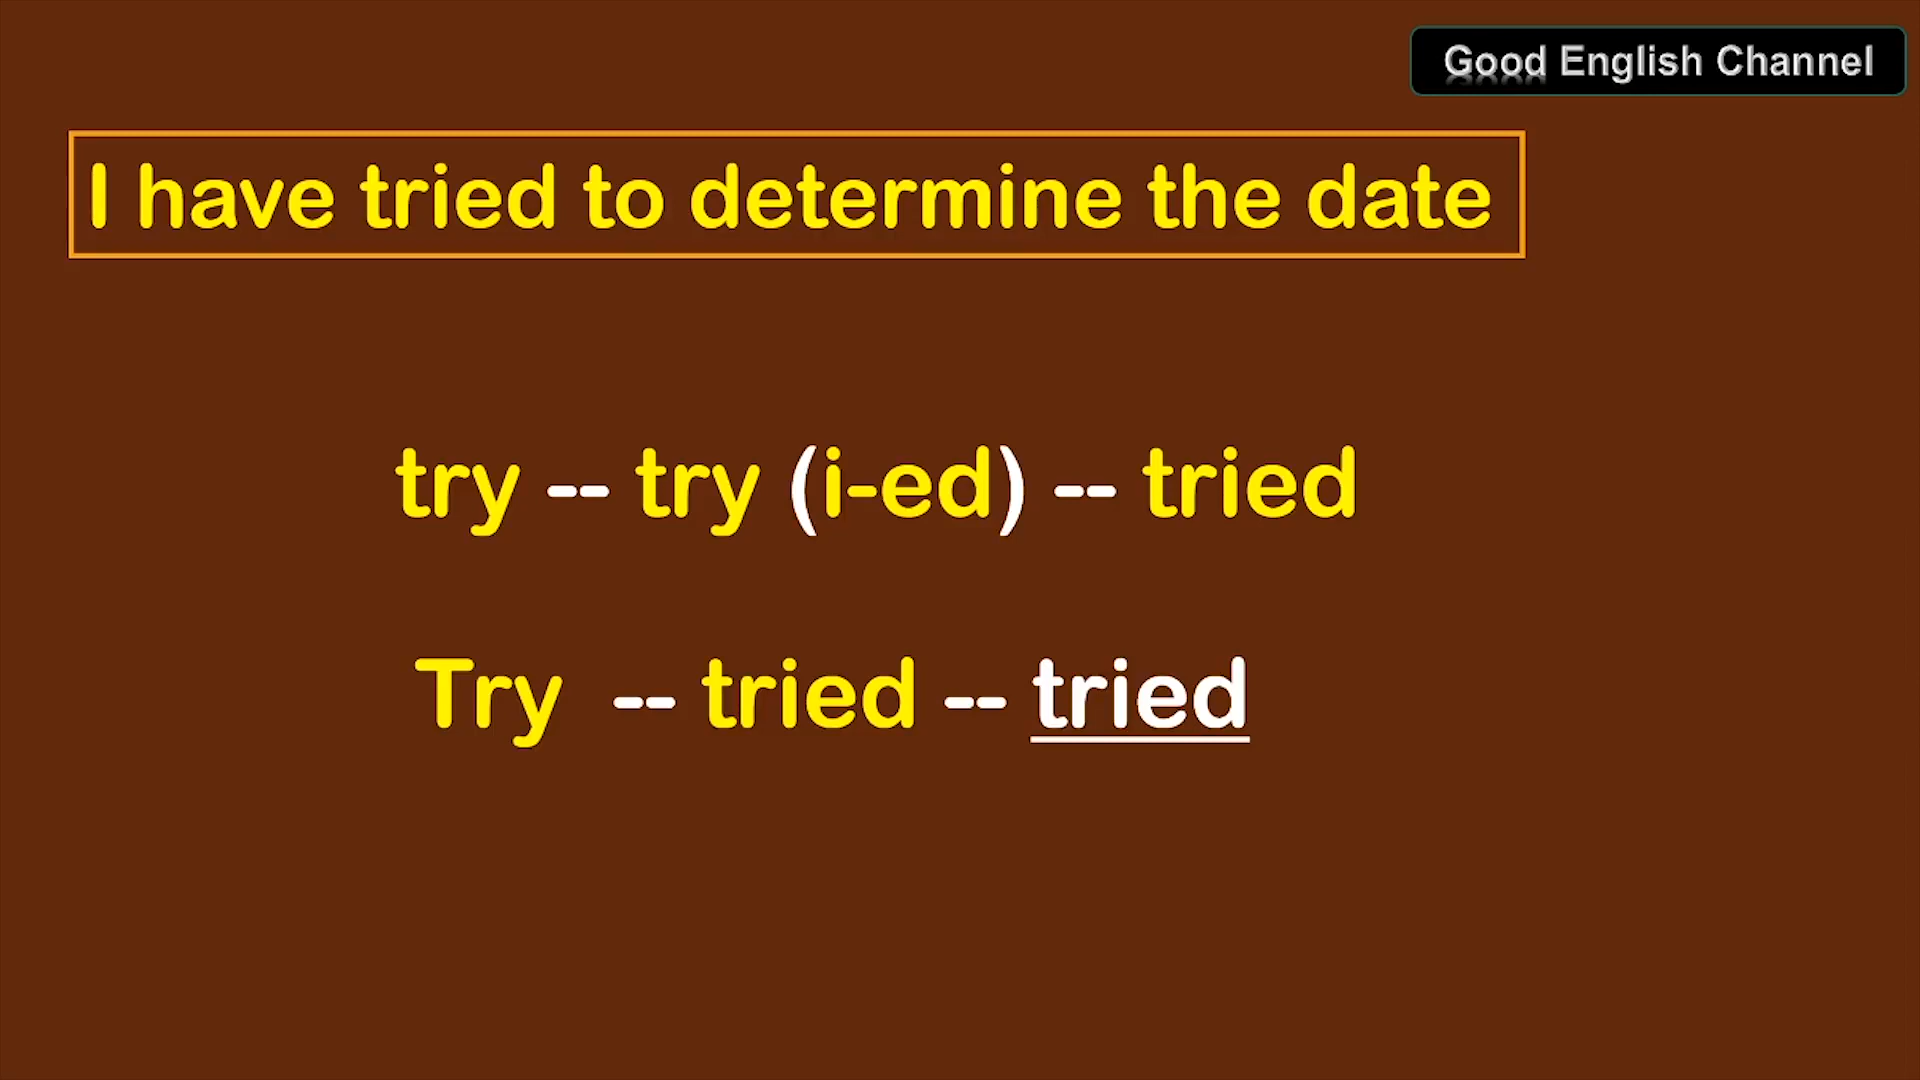 Good English Channel
I have tried to determine the date
try -- try (i-ed) -- tried
Try -- tried -- tried